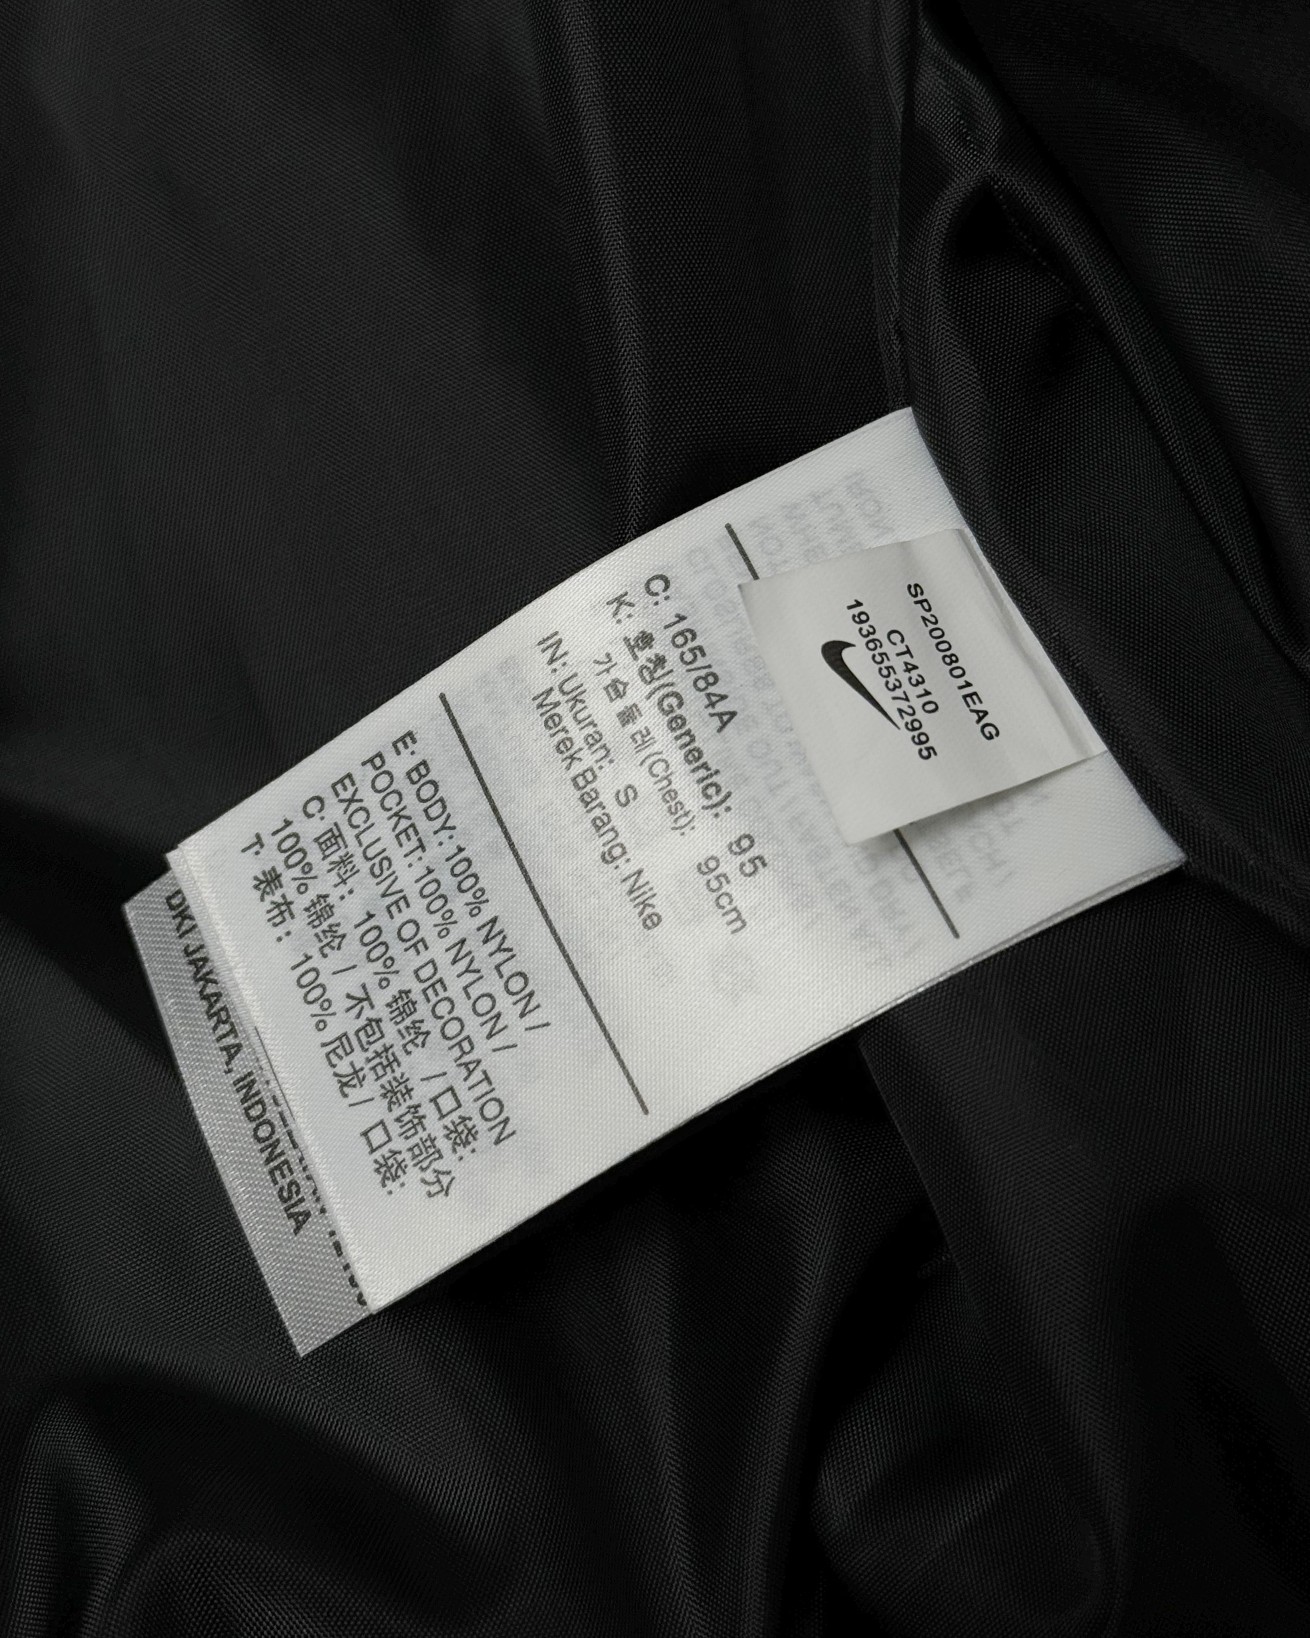 SP200801EAG
CT4310
193655372995
C: 165/84A
K: 호칭(Generic): 95
가슴둘레(Chest): 95cm
IN: Ukuran: S
Merek Barang: Nike
E: BODY: 100% NYLON /
POCKET: 100% NYLON /
EXCLUSIVE OF DECORATION
C: 面料: 100% 锦纶 / 口袋:
100% 锦纶 / 不包括装饰部分
T: 表布: 100% 尼龙 / 口袋:
DKI JAKARTA, INDONESIA